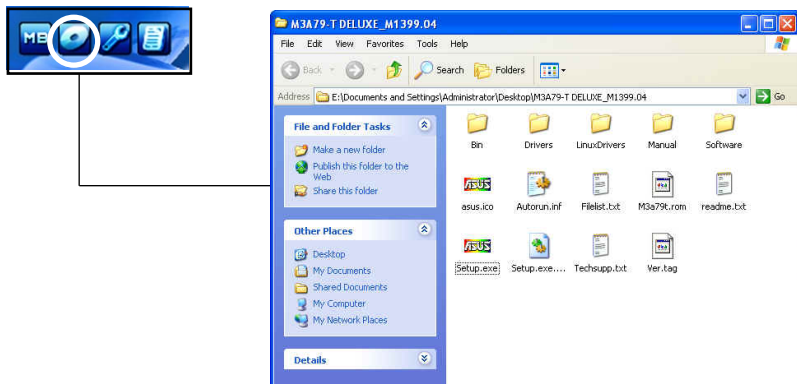 MB
M3A79-T DELUXE_M1399.04
File Edit View Favorites Tools Help
Back Search Folders
Address E:\Documents and Settings\Administrator\Desktop\M3A79-T DELUXE_M1399.04 Go
File and Folder Tasks
Make a new folder
Publish this folder to the
Web
Share this folder
Other Places
Desktop
My Documents
Shared Documents
My Computer
My Network Places
Details
Bin Drivers LinuxDrivers Manual Software
ASUS
asus.ico Autorun.inf Filelist.txt M3a79t.rom readme.txt
ASUS
Setup.exe Setup.exe.... Techsupp.txt Ver.tag